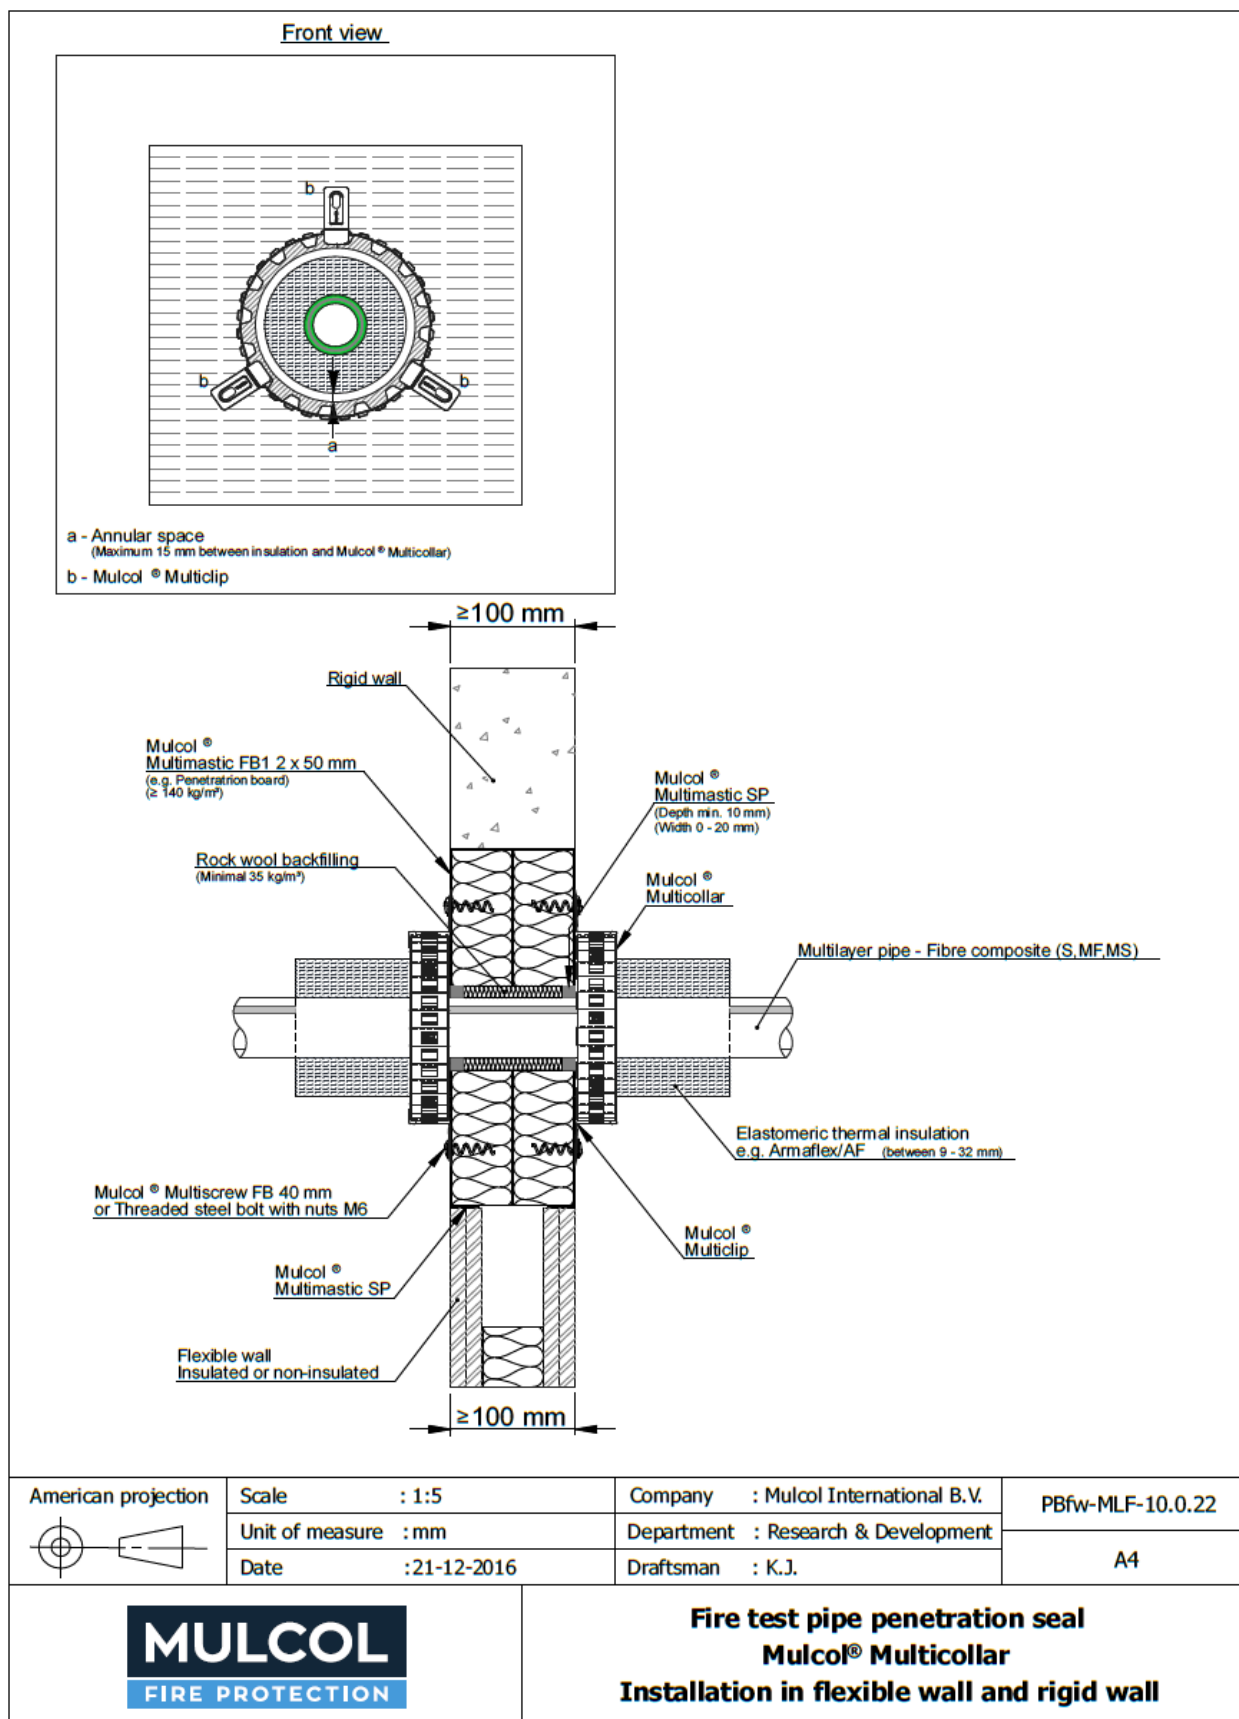 Front view
b
b
b
a
a - Annular space
(Maximum 15 mm between insulation and Mulcol ® Multicollar)
b - Mulcol ® Multiclip
≥100 mm
Rigid wall
Mulcol ®
Multimastic FB1 2 x 50 mm
(e.g. Penetratrion board)
(≥ 140 kg/m³)
Mulcol ®
Multimastic SP
(Depth min. 10 mm)
(Width 0 - 20 mm)
Rock wool backfilling
(Minimal 35 kg/m³)
Mulcol ®
Multicollar
Multilayer pipe - Fibre composite (S,MF,MS)
Elastomeric thermal insulation
e.g. Armaflex/AF (between 9 - 32 mm)
Mulcol ® Multiscrew FB 40 mm
or Threaded steel bolt with nuts M6
Mulcol ®
Multiclip
Mulcol ®
Multimastic SP
Flexible wall
Insulated or non-insulated
≥100 mm
American projection
Scale : 1:5
Unit of measure : mm
Date :21-12-2016
Company : Mulcol International B.V.
Department : Research & Development
Draftsman : K.J.
PBfw-MLF-10.0.22
A4
MULCOL
FIRE PROTECTION
Fire test pipe penetration seal
Mulcol® Multicollar
Installation in flexible wall and rigid wall